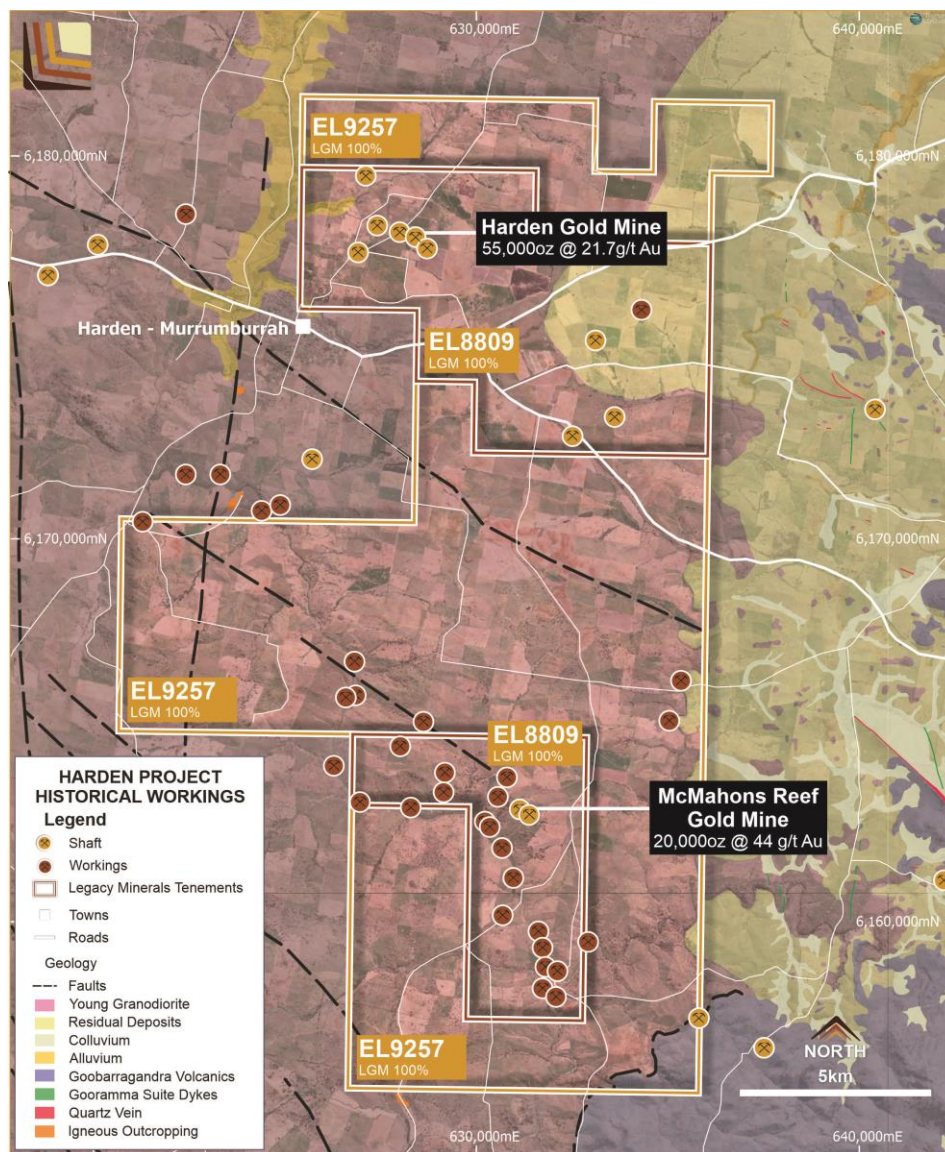 630,000mE
640,000mE
EL9257
LGM 100%
6,180,000mN
6,180,000mN
Harden Gold Mine
55,000oz @ 21.7g/t Au
Harden - Murrumburrah
EL8809
LGM 100%
6,170,000mN
6,170,000mN
EL9257
LGM 100%
EL8809
LGM 100%
McMahons Reef
Gold Mine
20,000oz @ 44 g/t Au
HARDEN PROJECT
HISTORICAL WORKINGS
Legend
Shaft
Workings
Legacy Minerals Tenements
Towns
Roads
Geology
Faults
Young Granodiorite
Residual Deposits
Colluvium
Alluvium
Goobarragandra Volcanics
Gooramma Suite Dykes
Quartz Vein
Igneous Outcropping
6,160,000mN
EL9257
LGM 100%
NORTH
5km
630,000mE
640,000mE